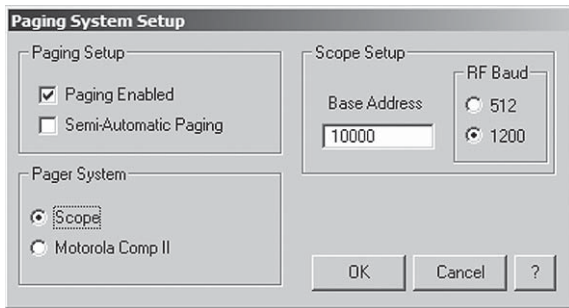 Paging System Setup
Paging Setup
Paging Enabled
Semi-Automatic Paging
Pager System
Scope
Motorola Comp II
Scope Setup
Base Address
10000
RF Baud
512
1200
OK
Cancel
?